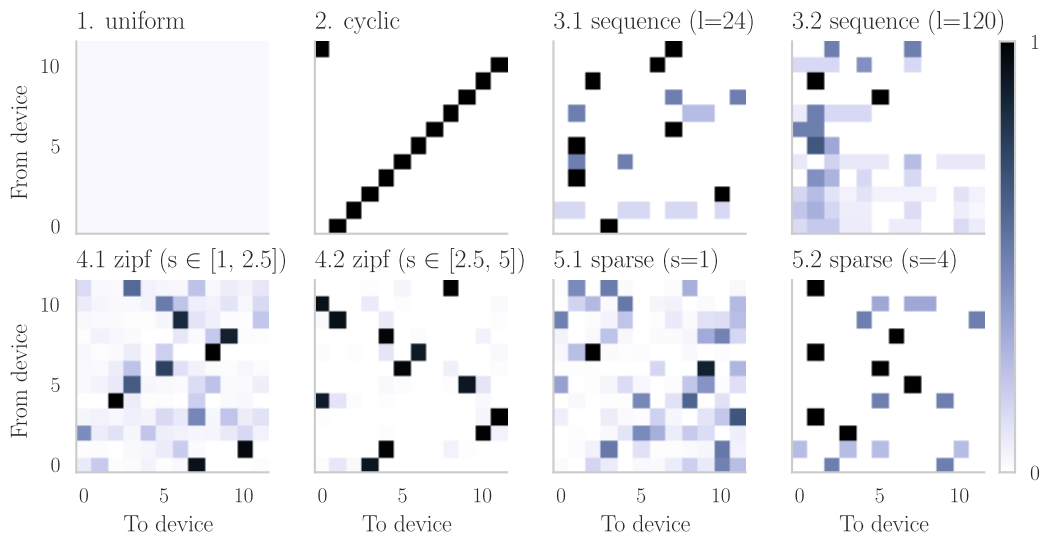 1. uniform
2. cyclic
3.1 sequence (l=24)
3.2 sequence (l=120)
From device
10
5
0
1
0
4.1 zipf (s ∈ [1, 2.5])
4.2 zipf (s ∈ [2.5, 5])
5.1 sparse (s=1)
5.2 sparse (s=4)
From device
10
5
0
0 5 10
0 5 10
0 5 10
0 5 10
To device
To device
To device
To device